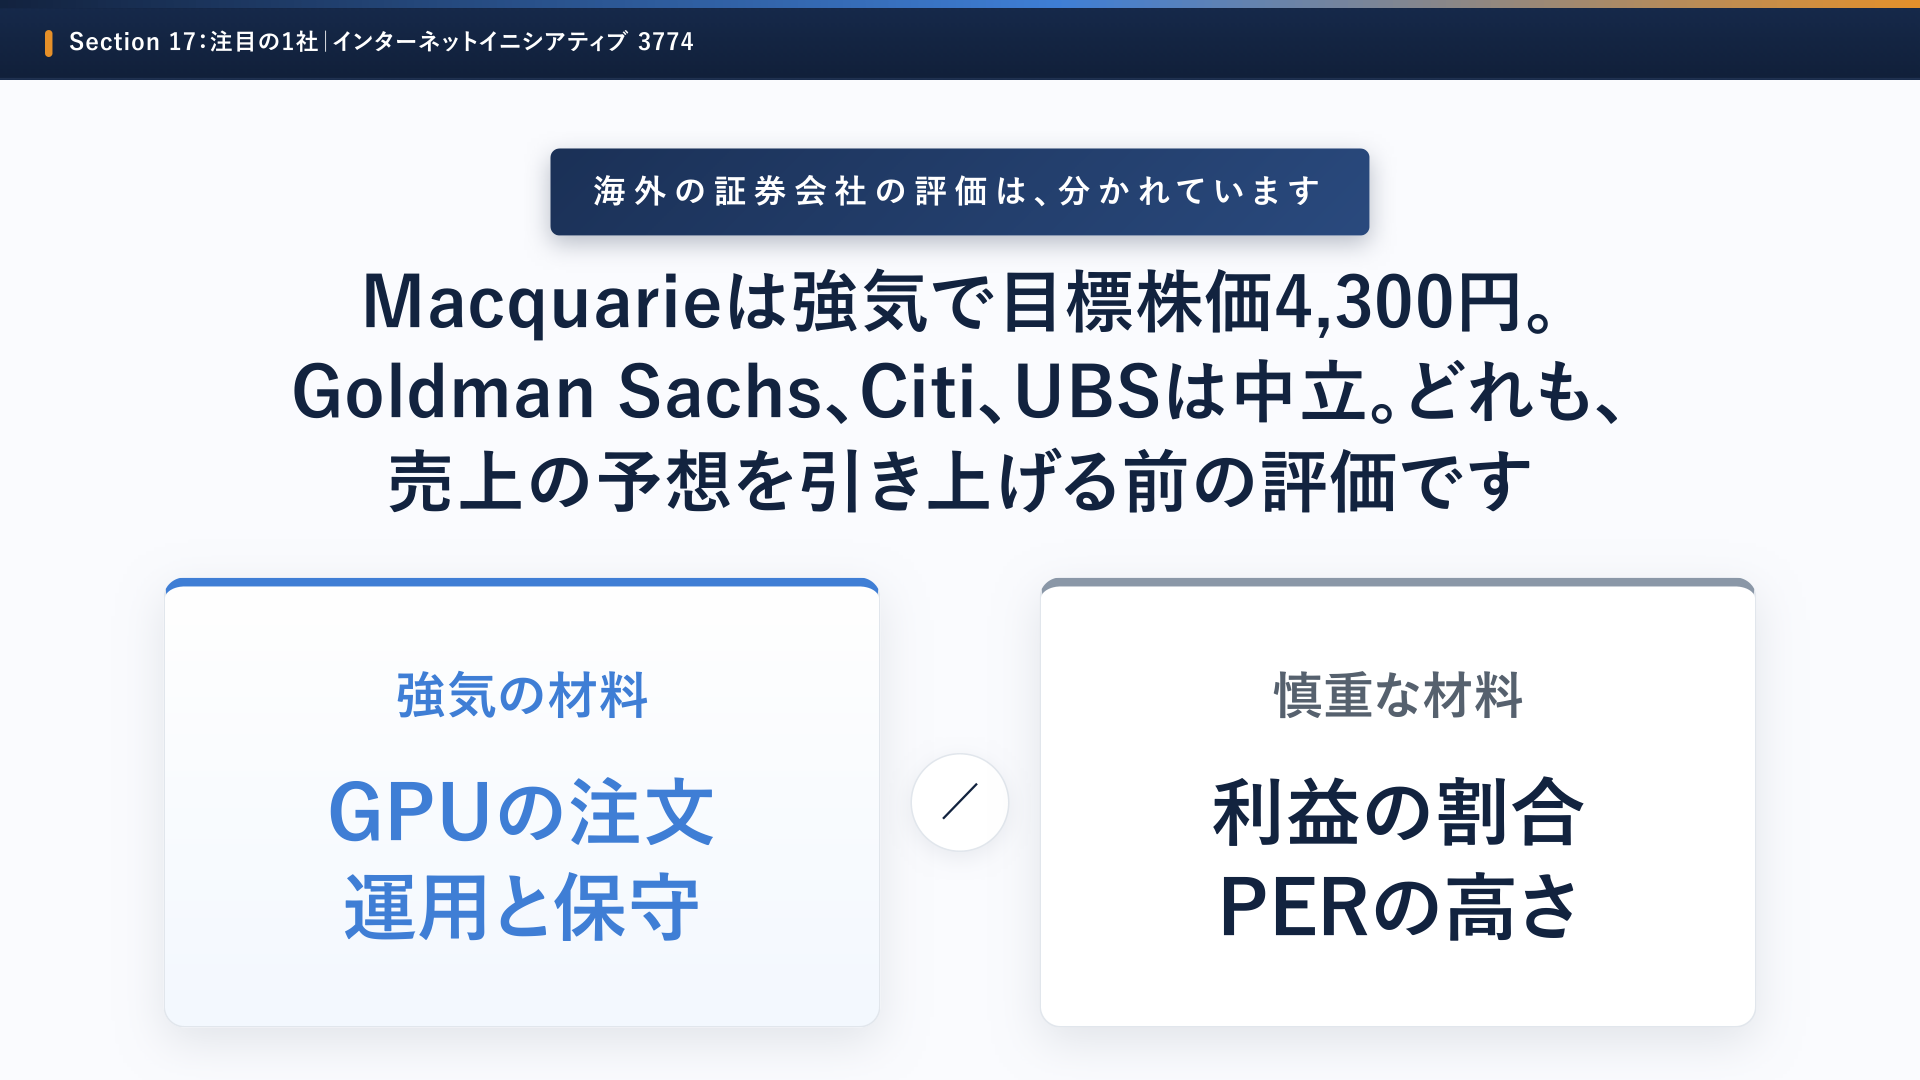 Section 17：注目の1社｜インターネットイニシアティブ 3774
海外の証券会社の評価は、分かれています
Macquarieは強気で目標株価4,300円。
Goldman Sachs、Citi、UBSは中立。どれも、
売上の予想を引き上げる前の評価です
強気の材料
GPUの注文
運用と保守
／
慎重な材料
利益の割合
PERの高さ